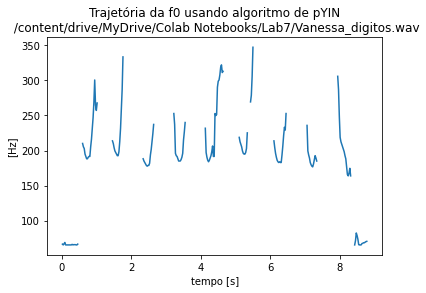 Trajetória da f0 usando algoritmo de pYIN
/content/drive/MyDrive/Colab Notebooks/Lab7/Vanessa_digitos.wav
350
300
250
200
150
100
[Hz]
0 2 4 6 8
tempo [s]